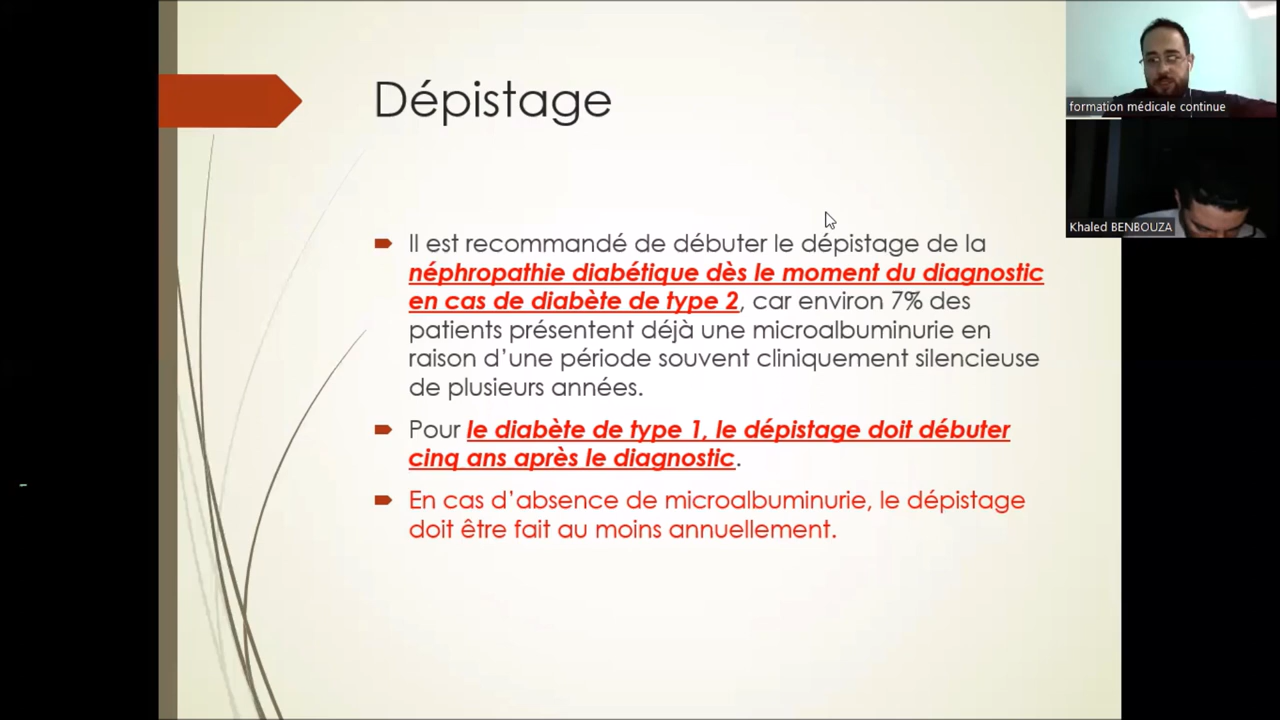 Dépistage
Il est recommandé de débuter le dépistage de la
néphropathie diabétique dès le moment du diagnostic
en cas de diabète de type 2, car environ 7% des
patients présentent déjà une microalbuminurie en
raison d’une période souvent cliniquement silencieuse
de plusieurs années.
Pour le diabète de type 1, le dépistage doit débuter
cinq ans après le diagnostic.
En cas d’absence de microalbuminurie, le dépistage
doit être fait au moins annuellement.
formation médicale continue
Khaled BENBOUZA